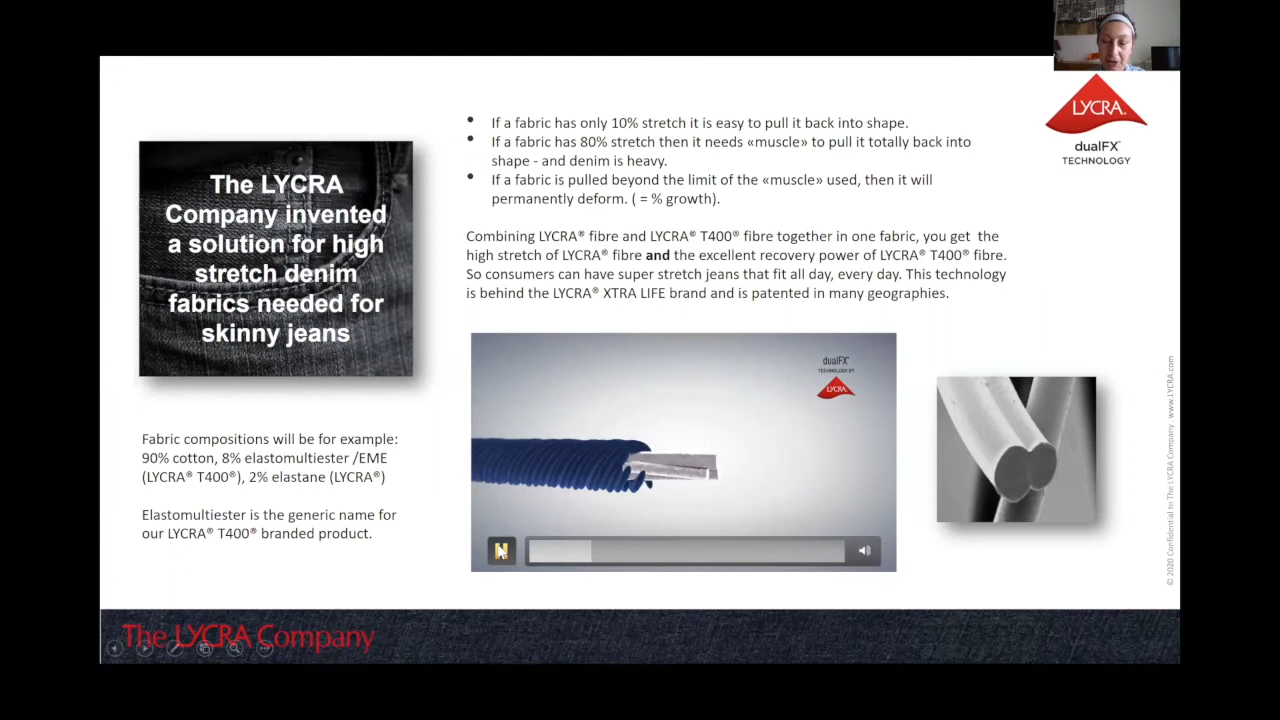 The LYCRA
Company invented
a solution for high
stretch denim
fabrics needed for
skinny jeans
Fabric compositions will be for example:
90% cotton, 8% elastomultiester /EME
(LYCRA® T400®), 2% elastane (LYCRA®)
Elastomultiester is the generic name for
our LYCRA® T400® branded product.
• If a fabric has only 10% stretch it is easy to pull it back into shape.
• If a fabric has 80% stretch then it needs «muscle» to pull it totally back into
shape - and denim is heavy.
• If a fabric is pulled beyond the limit of the «muscle» used, then it will
permanently deform. ( = % growth).
Combining LYCRA® fibre and LYCRA® T400® fibre together in one fabric, you get the
high stretch of LYCRA® fibre and the excellent recovery power of LYCRA® T400® fibre.
So consumers can have super stretch jeans that fit all day, every day. This technology
is behind the LYCRA® XTRA LIFE brand and is patented in many geographies.
dualFX®
TECHNOLOGY BY
LYCRA.
LYCRA.
dualFX®
TECHNOLOGY
© 2020 Confidential to The LYCRA Company . www.LYCRA.com
The LYCRA Company